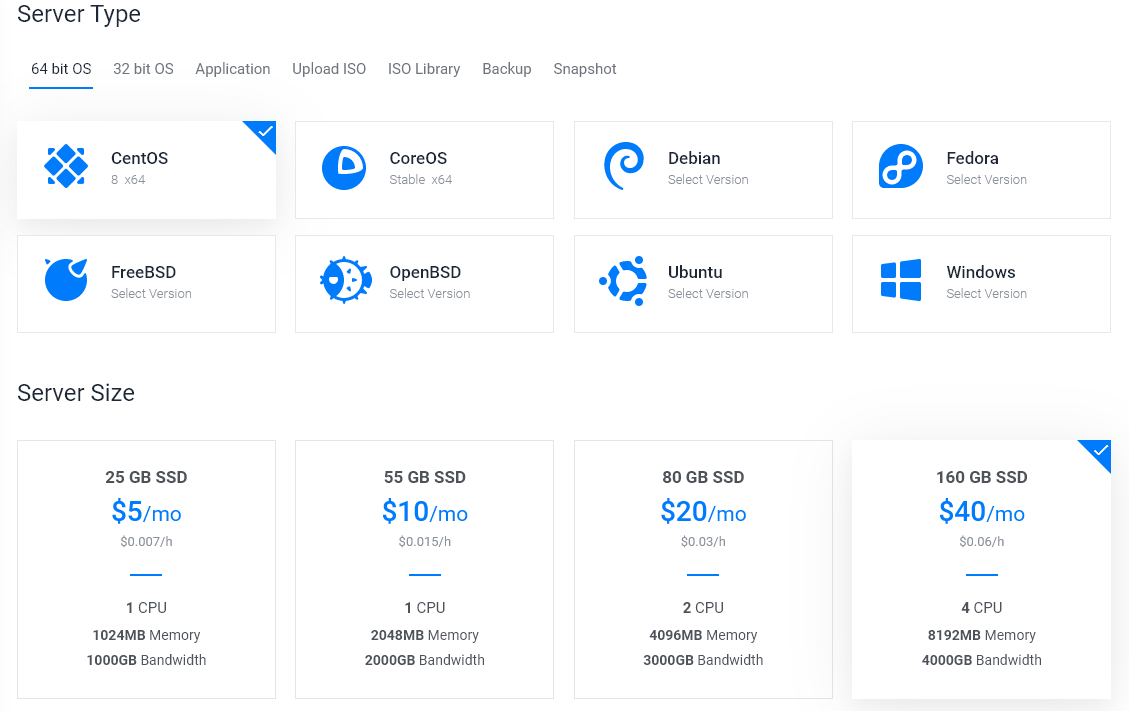 Server Type
64 bit OS 32 bit OS Application Upload ISO ISO Library Backup Snapshot
CentOS
8 x64
CoreOS
Stable x64
Debian
Select Version
Fedora
Select Version
FreeBSD
Select Version
OpenBSD
Select Version
Ubuntu
Select Version
Windows
Select Version
Server Size
25 GB SSD
$5/mo
$0.007/h
1 CPU
1024MB Memory
1000GB Bandwidth
55 GB SSD
$10/mo
$0.015/h
1 CPU
2048MB Memory
2000GB Bandwidth
80 GB SSD
$20/mo
$0.03/h
2 CPU
4096MB Memory
3000GB Bandwidth
160 GB SSD
$40/mo
$0.06/h
4 CPU
8192MB Memory
4000GB Bandwidth